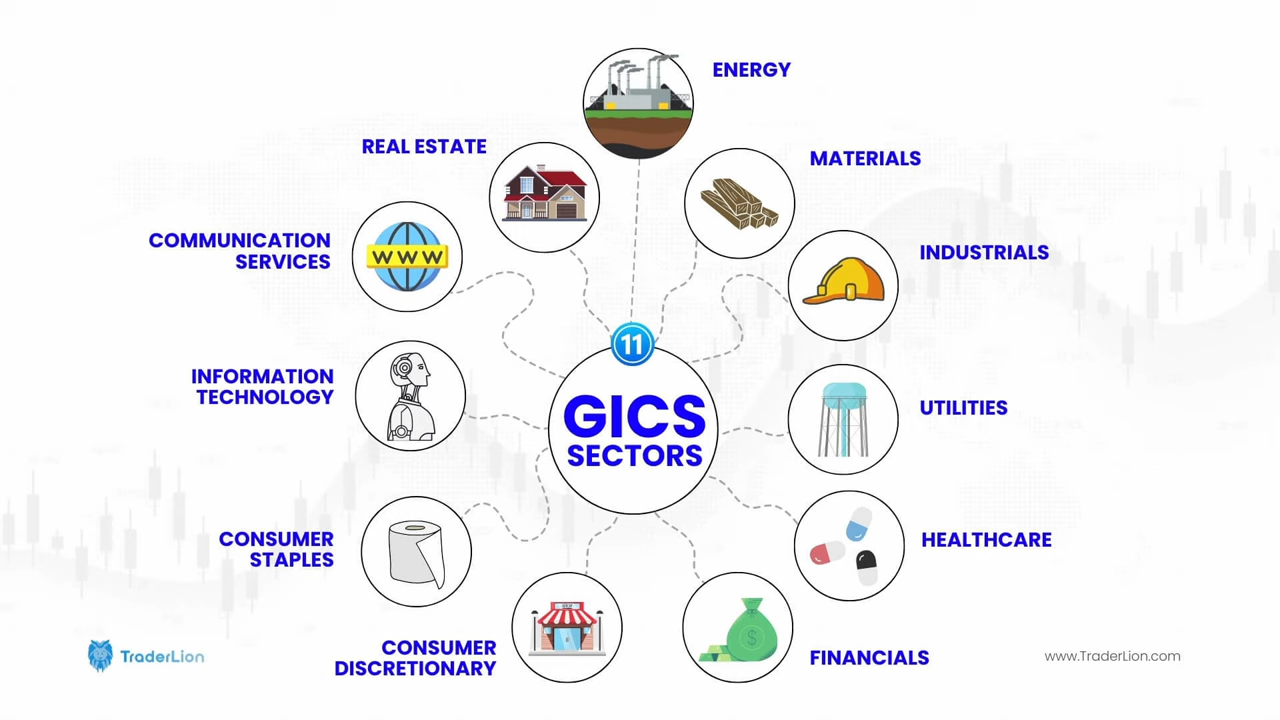 ENERGY
REAL ESTATE
MATERIALS
COMMUNICATION
SERVICES
WWW
INDUSTRIALS
11
GICS
SECTORS
INFORMATION
TECHNOLOGY
UTILITIES
CONSUMER
STAPLES
HEALTHCARE
CONSUMER
DISCRETIONARY
$
FINANCIALS
TraderLion
www.TraderLion.com